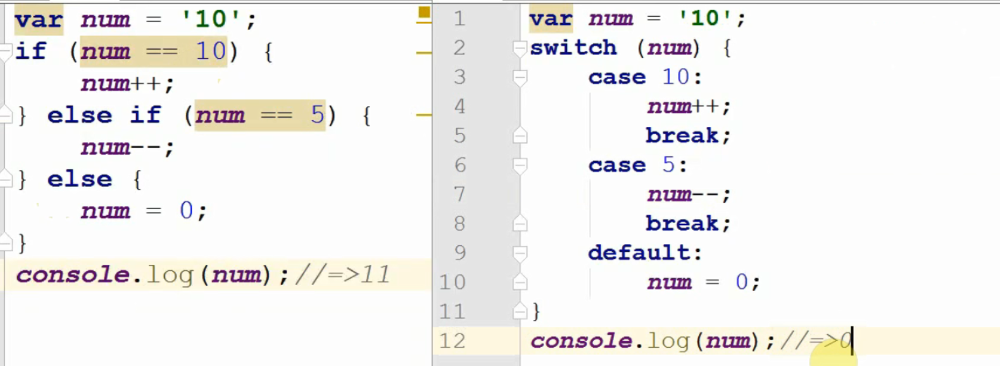 var num = '10';
if (num == 10) {
    num++;
} else if (num == 5) {
    num--;
} else {
    num = 0;
}
console.log(num);//=>11
1 var num = '10';
2 switch (num) {
3     case 10:
4         num++;
5         break;
6     case 5:
7         num--;
8         break;
9     default:
10         num = 0;
11 }
12 console.log(num);//=>0